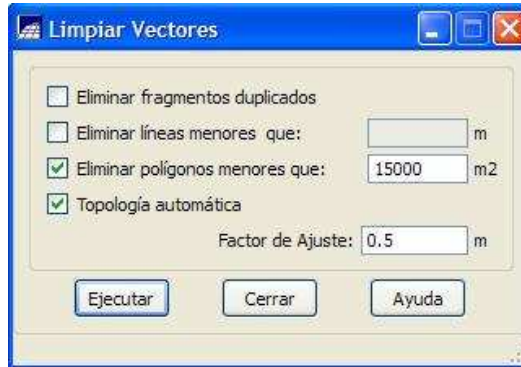 Limpiar Vectores
Eliminar fragmentos duplicados
Eliminar líneas menores que: m
Eliminar polígonos menores que: 15000 m2
Topología automática
Factor de Ajuste: 0.5 m
Ejecutar Cerrar Ayuda